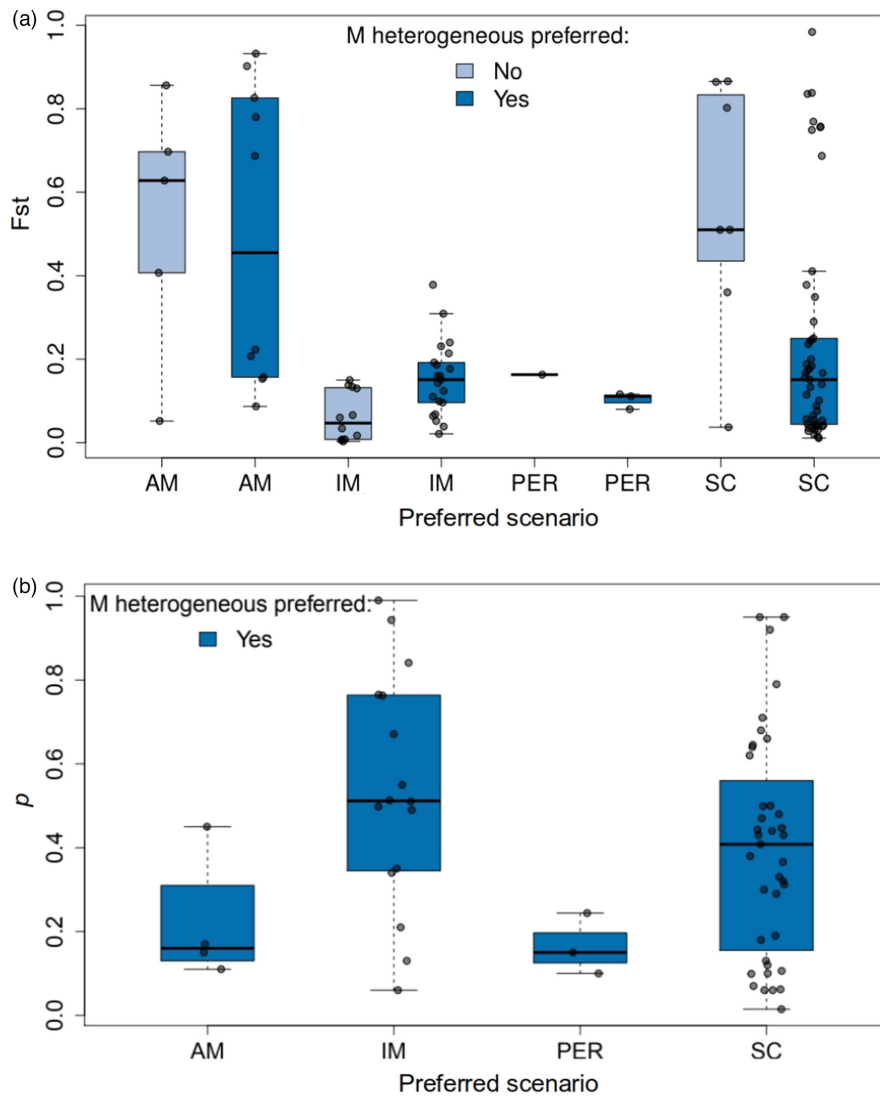 (a)
M heterogeneous preferred:
No
Yes
Fst
1.0
0.8
0.6
0.4
0.2
0.0
AM AM IM IM PER PER SC SC
Preferred scenario
(b)
M heterogeneous preferred:
Yes
p
1.0
0.8
0.6
0.4
0.2
0.0
AM IM PER SC
Preferred scenario